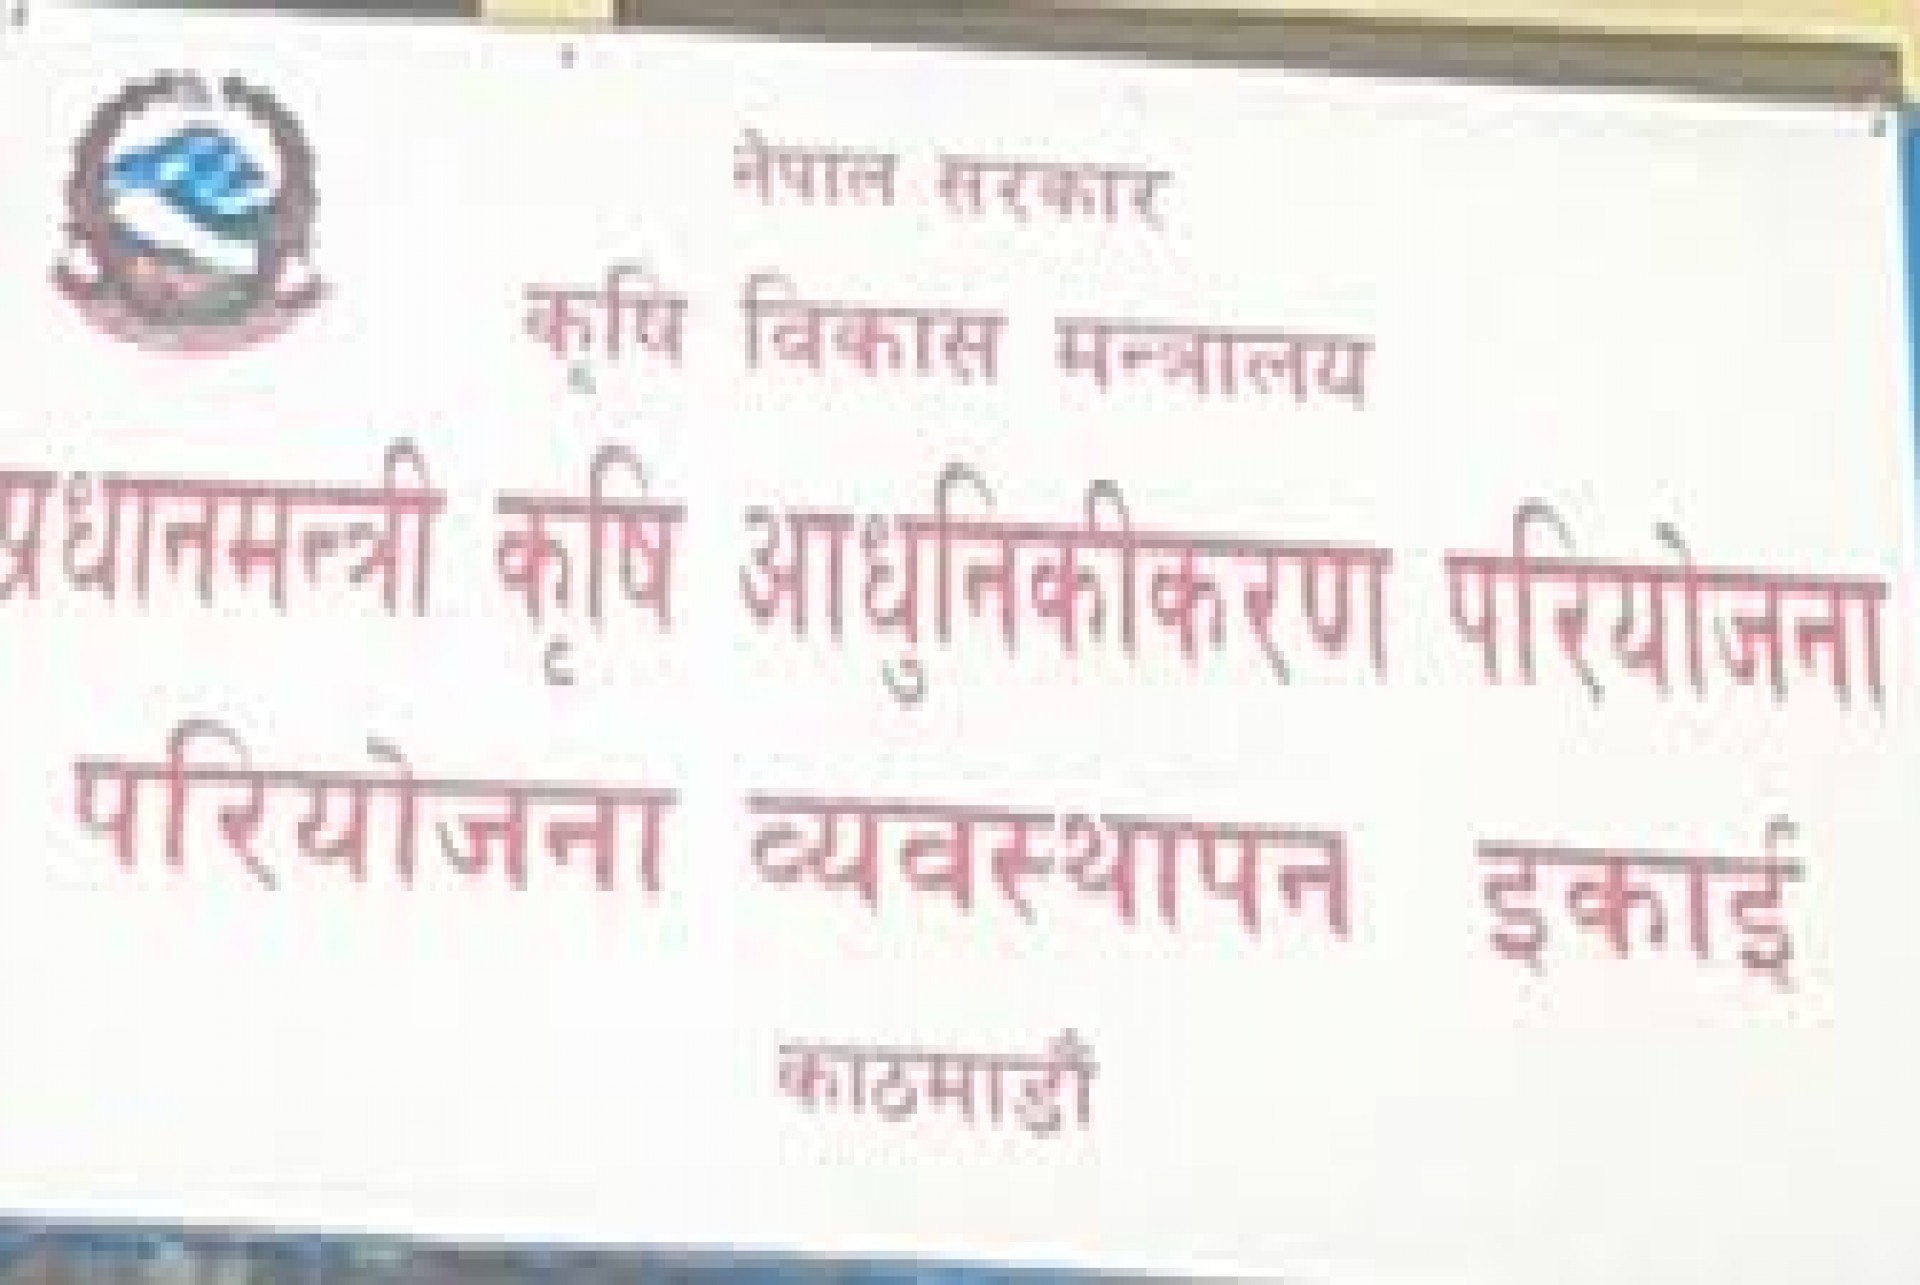 नेपाल सरकार
कृषि विकास मन्त्रालय
प्रधानमन्त्री कृषि आधुनिकीकरण परियोजना
परियोजना व्यवस्थापन इकाई
काठमाडौँ